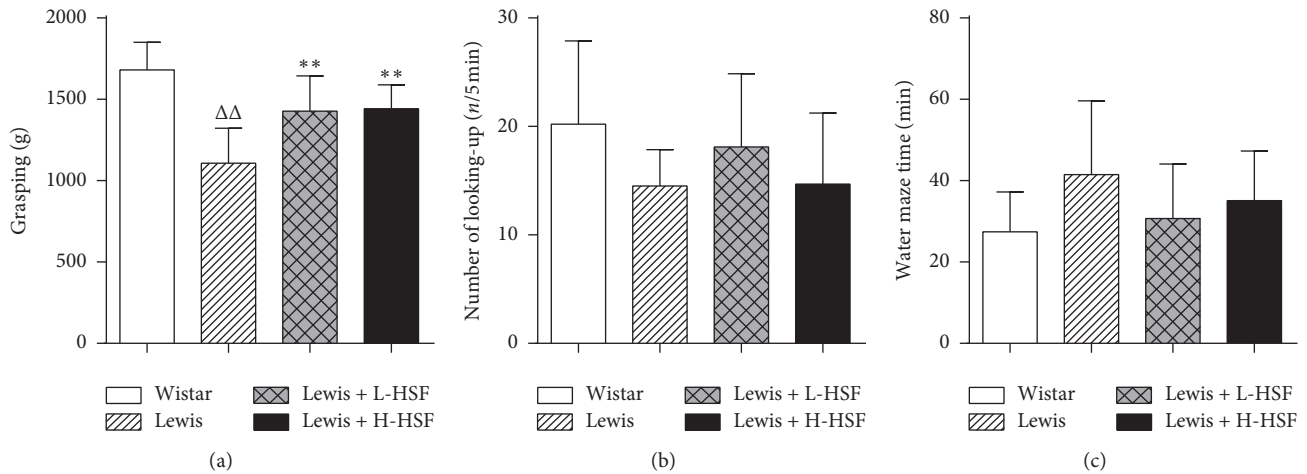 Grasping (g)
2000
1500
1000
500
0
ΔΔ
**
**
Wistar
Lewis
Lewis + L-HSF
Lewis + H-HSF
(a)
Number of looking-up (n/5 min)
30
20
10
0
Wistar
Lewis
Lewis + L-HSF
Lewis + H-HSF
(b)
Water maze time (min)
80
60
40
20
0
Wistar
Lewis
Lewis + L-HSF
Lewis + H-HSF
(c)